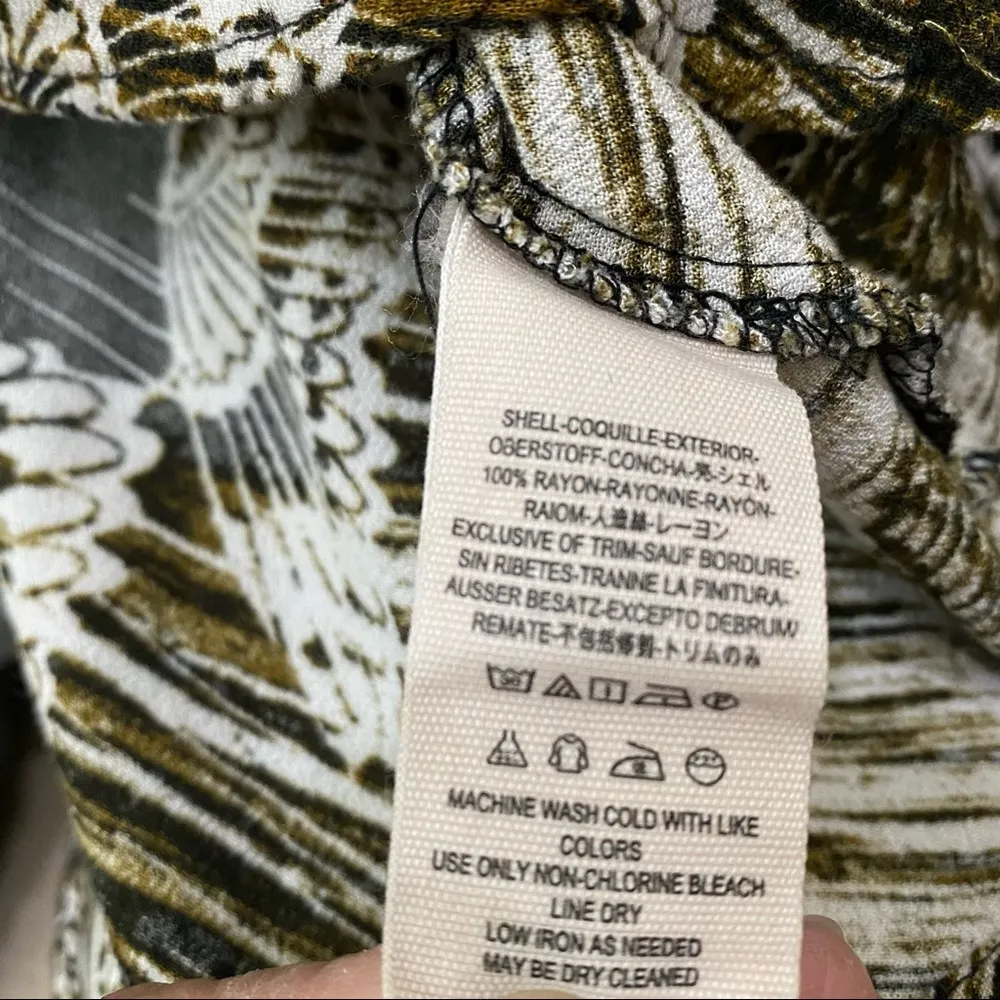 SHELL-COQUILLE-EXTERIOR-
OBERSTOFF-CONCHA-売-シェル
100% RAYON-RAYONNE-RAYON-
RAIOM-人造絲-レーヨン
EXCLUSIVE OF TRIM-SAUF BORDURE-
SIN RIBETES-TRANNE LA FINITURA-
AUSSER BESATZ-EXCEPTO DEBRUM/
REMATE-不包括修剪-トリムのみ
MACHINE WASH COLD WITH LIKE
COLORS
USE ONLY NON-CHLORINE BLEACH
LINE DRY
LOW IRON AS NEEDED
MAY BE DRY CLEANED